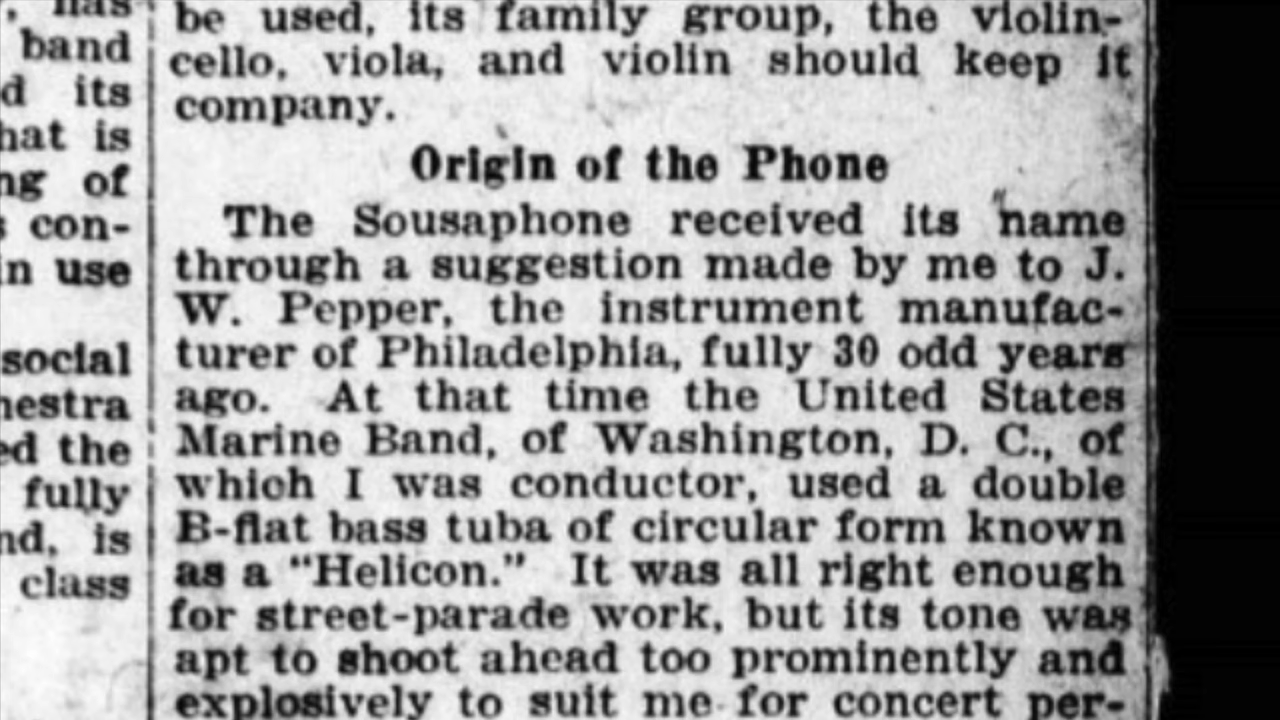 has
band
d its
hat is
ng of
s con-
in use
social
hestra
ed the
fully
nd, is
class
be used, its family group, the violin-
cello, viola, and violin should keep it
company.
Origin of the Phone
The Sousaphone received its name
through a suggestion made by me to J.
W. Pepper, the instrument manufac-
turer of Philadelphia, fully 30 odd years
ago. At that time the United States
Marine Band, of Washington, D. C., of
which I was conductor, used a double
B-flat bass tuba of circular form known
as a “Helicon.” It was all right enough
for street-parade work, but its tone was
apt to shoot ahead too prominently and
explosively to suit me for concert per-